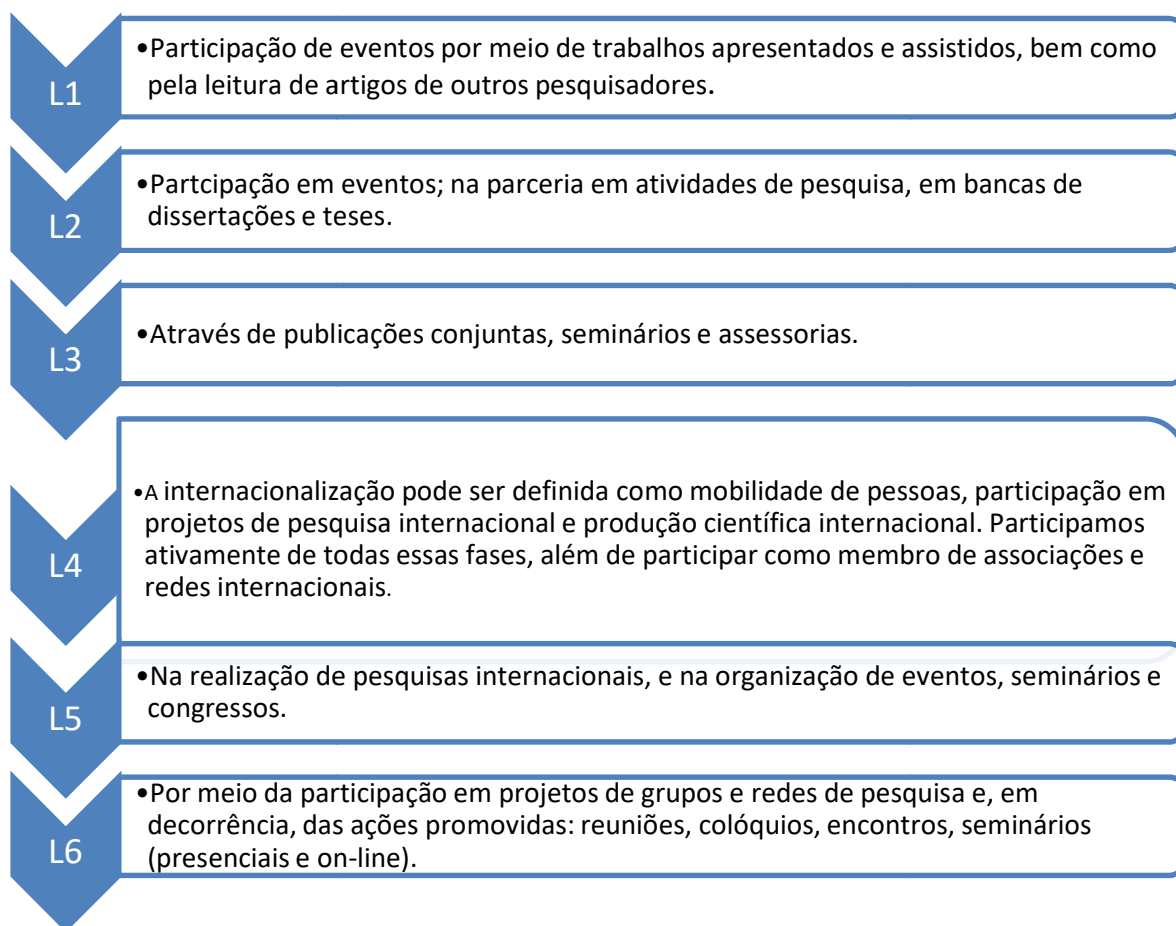 L1
•Participação de eventos por meio de trabalhos apresentados e assistidos, bem como
pela leitura de artigos de outros pesquisadores.
L2
•Partcipação em eventos; na parceria em atividades de pesquisa, em bancas de
dissertações e teses.
L3
•Através de publicações conjuntas, seminários e assessorias.
L4
•A internacionalização pode ser definida como mobilidade de pessoas, participação em
projetos de pesquisa internacional e produção científica internacional. Participamos
ativamente de todas essas fases, além de participar como membro de associações e
redes internacionais.
L5
•Na realização de pesquisas internacionais, e na organização de eventos, seminários e
congressos.
L6
•Por meio da participação em projetos de grupos e redes de pesquisa e, em
decorrência, das ações promovidas: reuniões, colóquios, encontros, seminários
(presenciais e on-line).